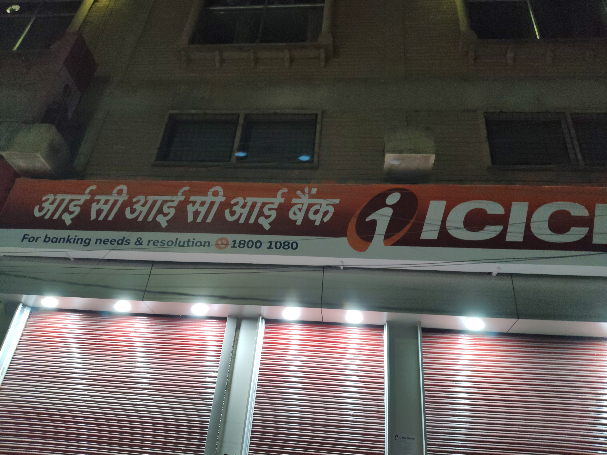 आई सी आई सी आई बैंक
ICICI
For banking needs & resolution 1800 1080